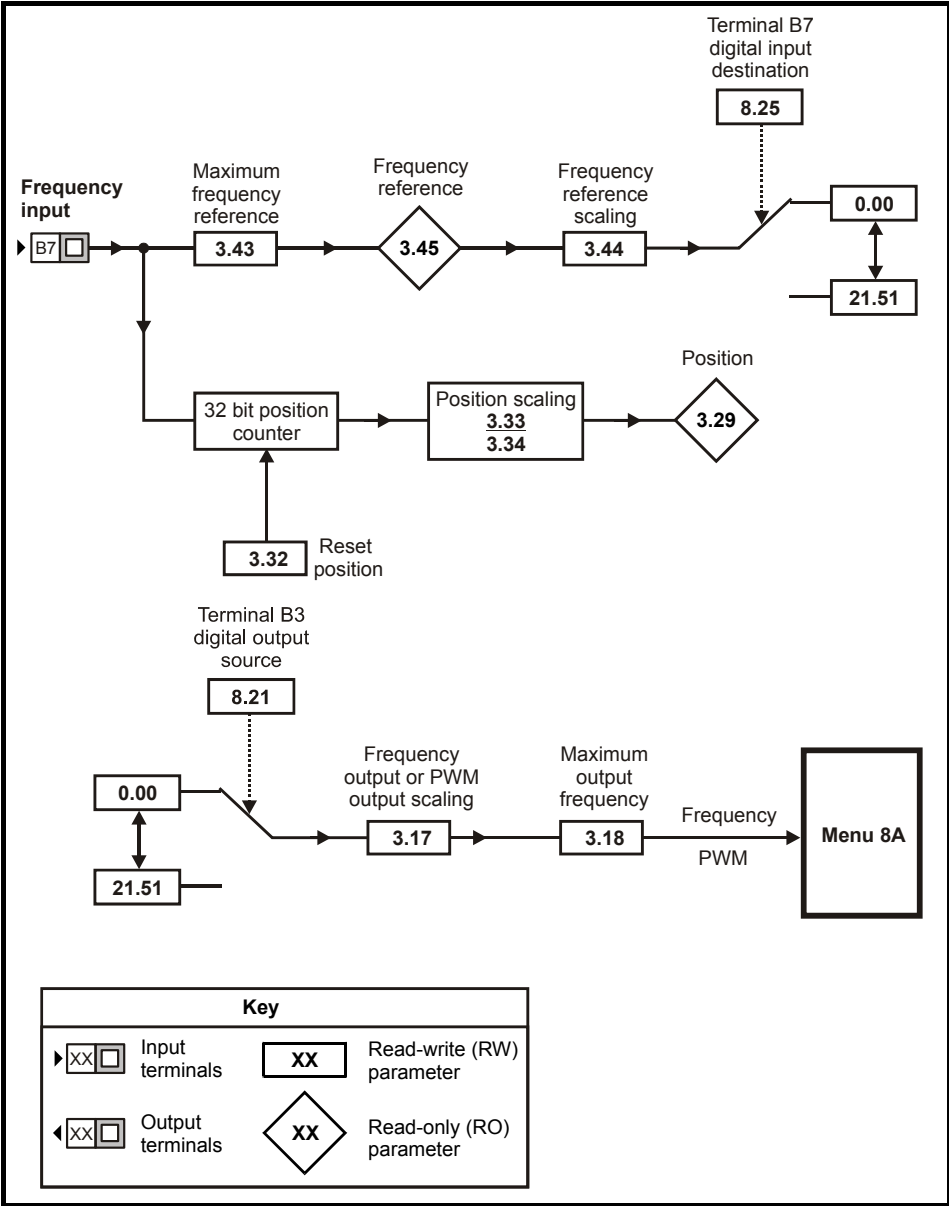 Terminal B7
digital input
destination
8.25
Frequency
input
B7
Maximum
frequency
reference
3.43
Frequency
reference
3.45
Frequency
reference
scaling
3.44
0.00
21.51
32 bit position
counter
Position scaling
3.33
3.34
Position
3.29
3.32
Reset
position
Terminal B3
digital output
source
8.21
0.00
21.51
Frequency
output or PWM
output scaling
3.17
Maximum
output
frequency
3.18
Frequency
PWM
Menu 8A
Key
XX
Input
terminals
XX
Read-write (RW)
parameter
XX
Output
terminals
XX
Read-only (RO)
parameter